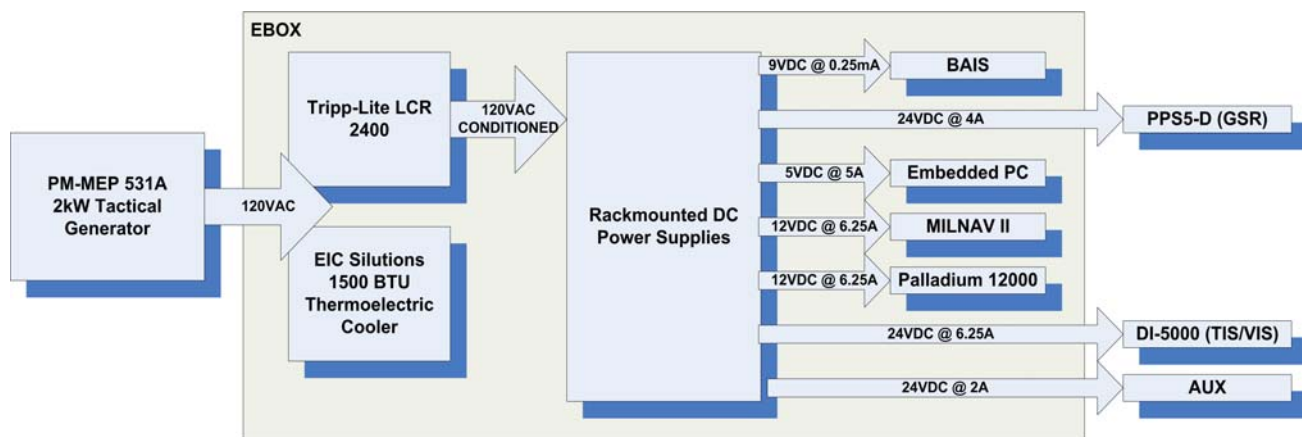 EBOX
PM-MEP 531A
2kW Tactical
Generator
120VAC
Tripp-Lite LCR
2400
EIC Silutions
1500 BTU
Thermoelectric
Cooler
120VAC
CONDITIONED
Rackmounted DC
Power Supplies
9VDC @ 0.25mA
BAIS
24VDC @ 4A
PPS5-D (GSR)
5VDC @ 5A
Embedded PC
12VDC @ 6.25A
MILNAV II
12VDC @ 6.25A
Palladium 12000
24VDC @ 6.25A
DI-5000 (TIS/VIS)
24VDC @ 2A
AUX